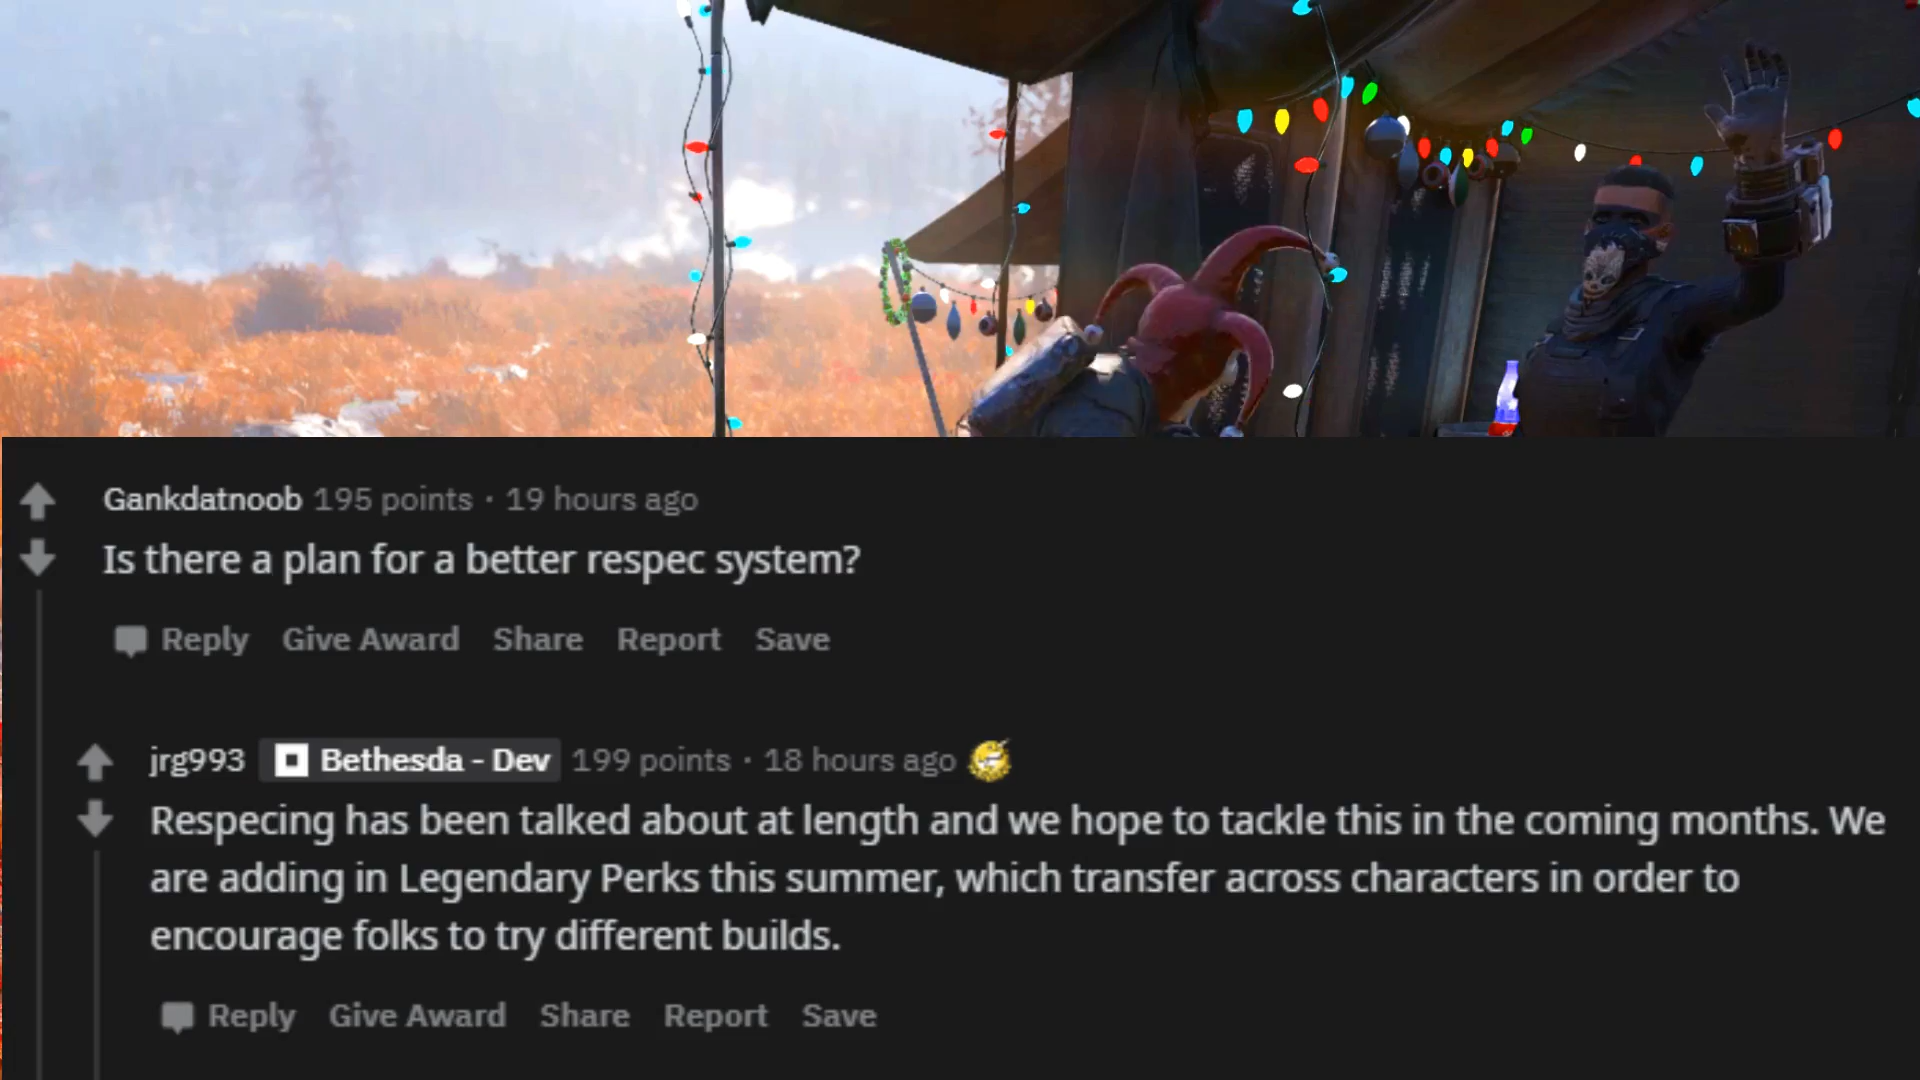 Gankdatnoob 195 points · 19 hours ago
Is there a plan for a better respec system?
Reply Give Award Share Report Save
jrg993 Bethesda - Dev 199 points · 18 hours ago
Respecing has been talked about at length and we hope to tackle this in the coming months. We
are adding in Legendary Perks this summer, which transfer across characters in order to
encourage folks to try different builds.
Reply Give Award Share Report Save